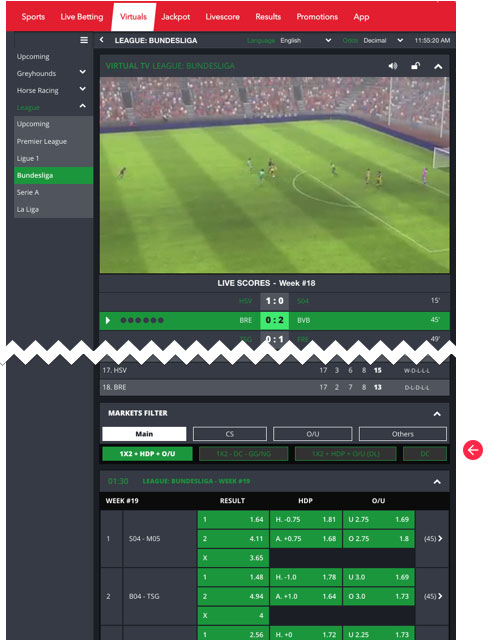 Sports Live Betting Virtuals Jackpot Livescore Results Promotions App
LEAGUE: BUNDESLIGA Language English Odds Decimal 11:55:20 AM
Upcoming
Greyhounds
Horse Racing
League
Upcoming
Premier League
Ligue 1
Bundesliga
Serie A
La Liga
VIRTUAL TV LEAGUE: BUNDESLIGA
LIVE SCORES - Week #18
HSV 1 : 0 S04 15'
BRE 0 : 2 BVB 45'
TSG 0 : 1 FRE 49'
17. HSV 17 3 6 8 15 W-D-L-L-L
18. BRE 17 2 7 8 13 D-L-D-L-L
MARKETS FILTER
Main CS O/U Others
1X2 + HDP + O/U 1X2 - DC - GG/NG 1X2 + HDP + O/U (DL) DC
01:30 LEAGUE: BUNDESLIGA - WEEK #19
WEEK #19 RESULT HDP O/U
1 1.64 H. -0.75 1.81 U 2.75 1.69
1 S04 - M05 2 4.11 A. +0.75 1.68 O 2.75 1.8 (45)
X 3.65
1 1.48 H. -1.0 1.78 U 3.0 1.69
2 B04 - TSG 2 4.94 A. +1.0 1.64 O 3.0 1.73 (45)
X 4
1 2.56 H. +0 1.72 U 2.25 1.73